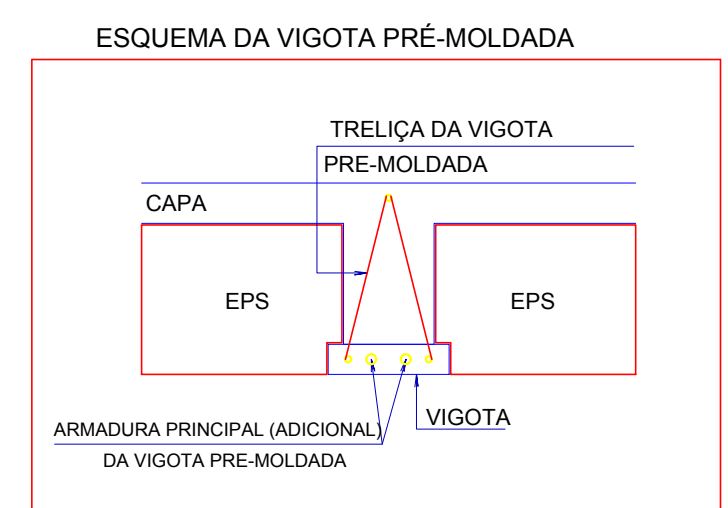 ESQUEMA DA VIGOTA PRÉ-MOLDADA
TRELIÇA DA VIGOTA
PRE-MOLDADA
CAPA
EPS
EPS
VIGOTA
ARMADURA PRINCIPAL (ADICIONAL)
DA VIGOTA PRE-MOLDADA